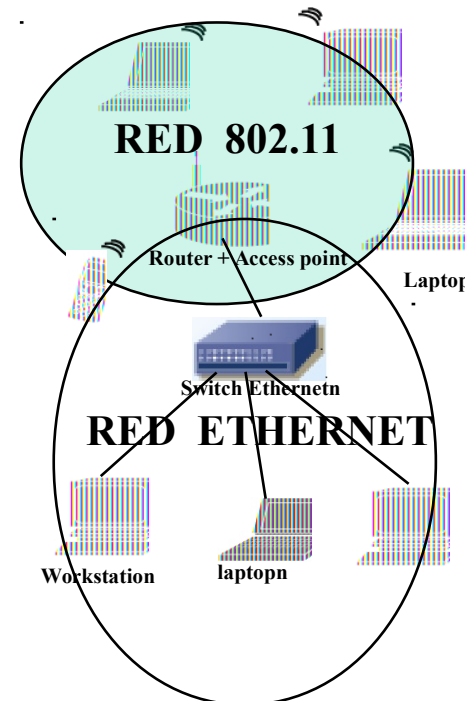 RED 802.11
Router + Access point
Laptop
Switch Ethernetn
RED ETHERNET
Workstation
laptopn